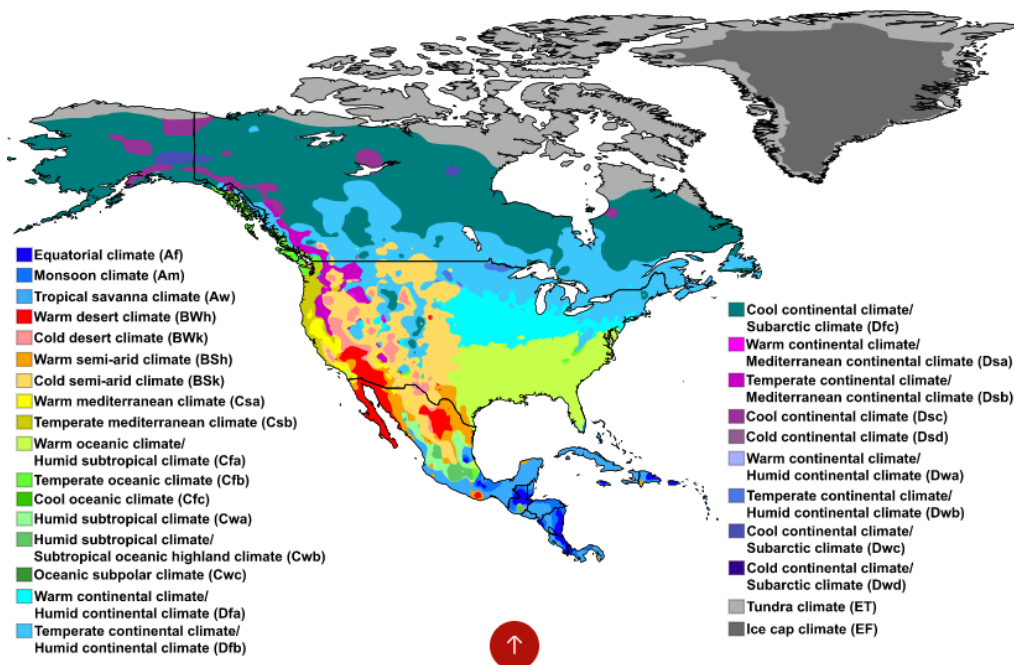 Equatorial climate (Af)
Monsoon climate (Am)
Tropical savanna climate (Aw)
Warm desert climate (BWh)
Cold desert climate (BWk)
Warm semi-arid climate (BSh)
Cold semi-arid climate (BSk)
Warm mediterranean climate (Csa)
Temperate mediterranean climate (Csb)
Warm oceanic climate/
Humid subtropical climate (Cfa)
Temperate oceanic climate (Cfb)
Cool oceanic climate (Cfc)
Humid subtropical climate (Cwa)
Humid subtropical climate/
Subtropical oceanic highland climate (Cwb)
Oceanic subpolar climate (Cwc)
Warm continental climate/
Humid continental climate (Dfa)
Temperate continental climate/
Humid continental climate (Dfb)
Cool continental climate/
Subarctic climate (Dfc)
Warm continental climate/
Mediterranean continental climate (Dsa)
Temperate continental climate/
Mediterranean continental climate (Dsb)
Cool continental climate (Dsc)
Cold continental climate (Dsd)
Warm continental climate/
Humid continental climate (Dwa)
Temperate continental climate/
Humid continental climate (Dwb)
Cool continental climate/
Subarctic climate (Dwc)
Cold continental climate/
Subarctic climate (Dwd)
Tundra climate (ET)
Ice cap climate (EF)